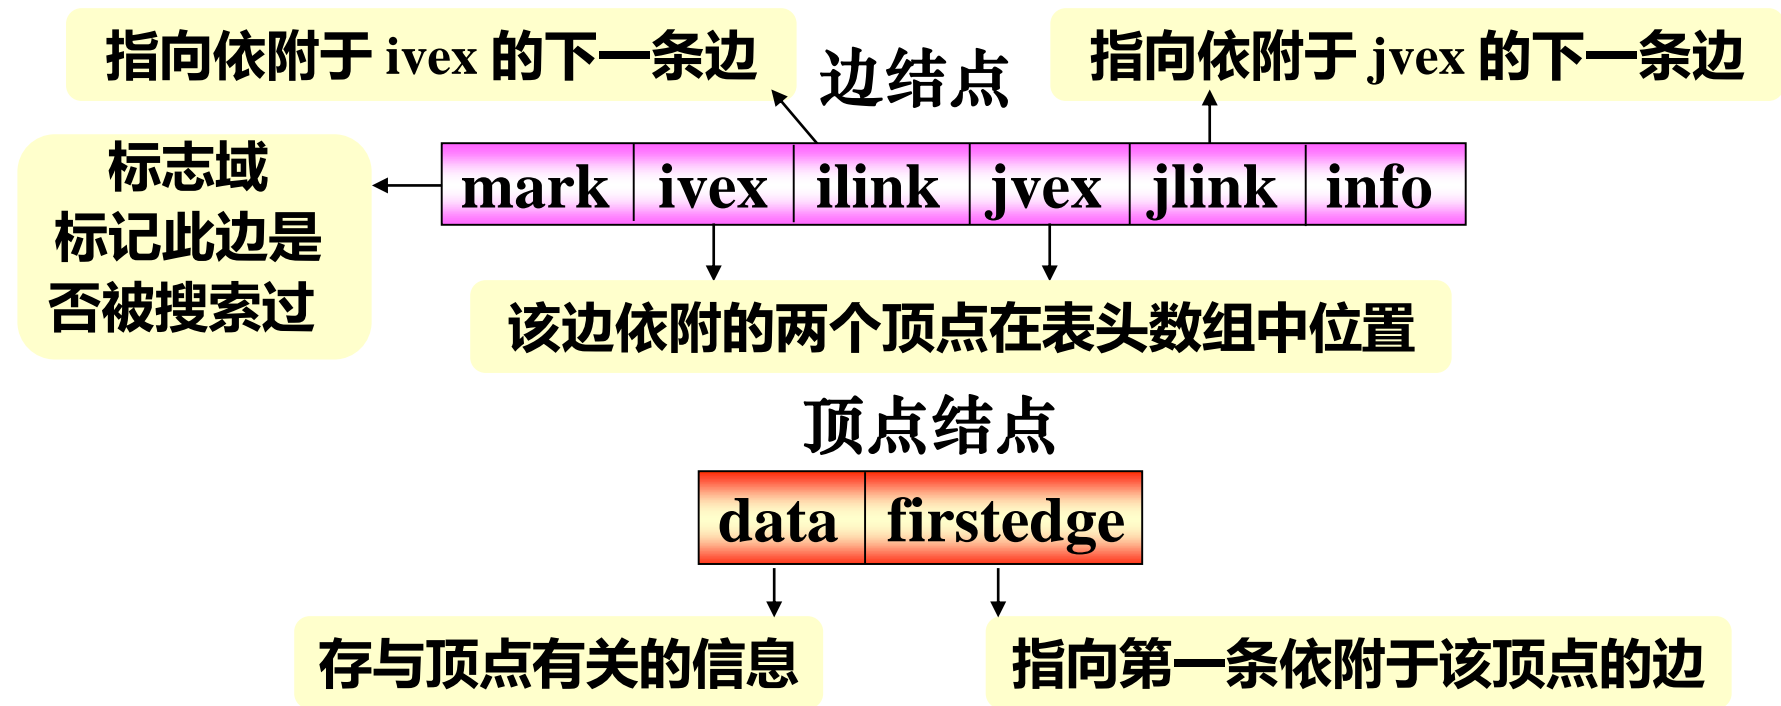 指向依附于 ivex 的下一条边
边结点
指向依附于 jvex 的下一条边
标志域
标记此边是
否被搜索过
mark ivex ilink jvex jlink info
该边依附的两个顶点在表头数组中位置
顶点结点
data firstedge
存与顶点有关的信息
指向第一条依附于该顶点的边